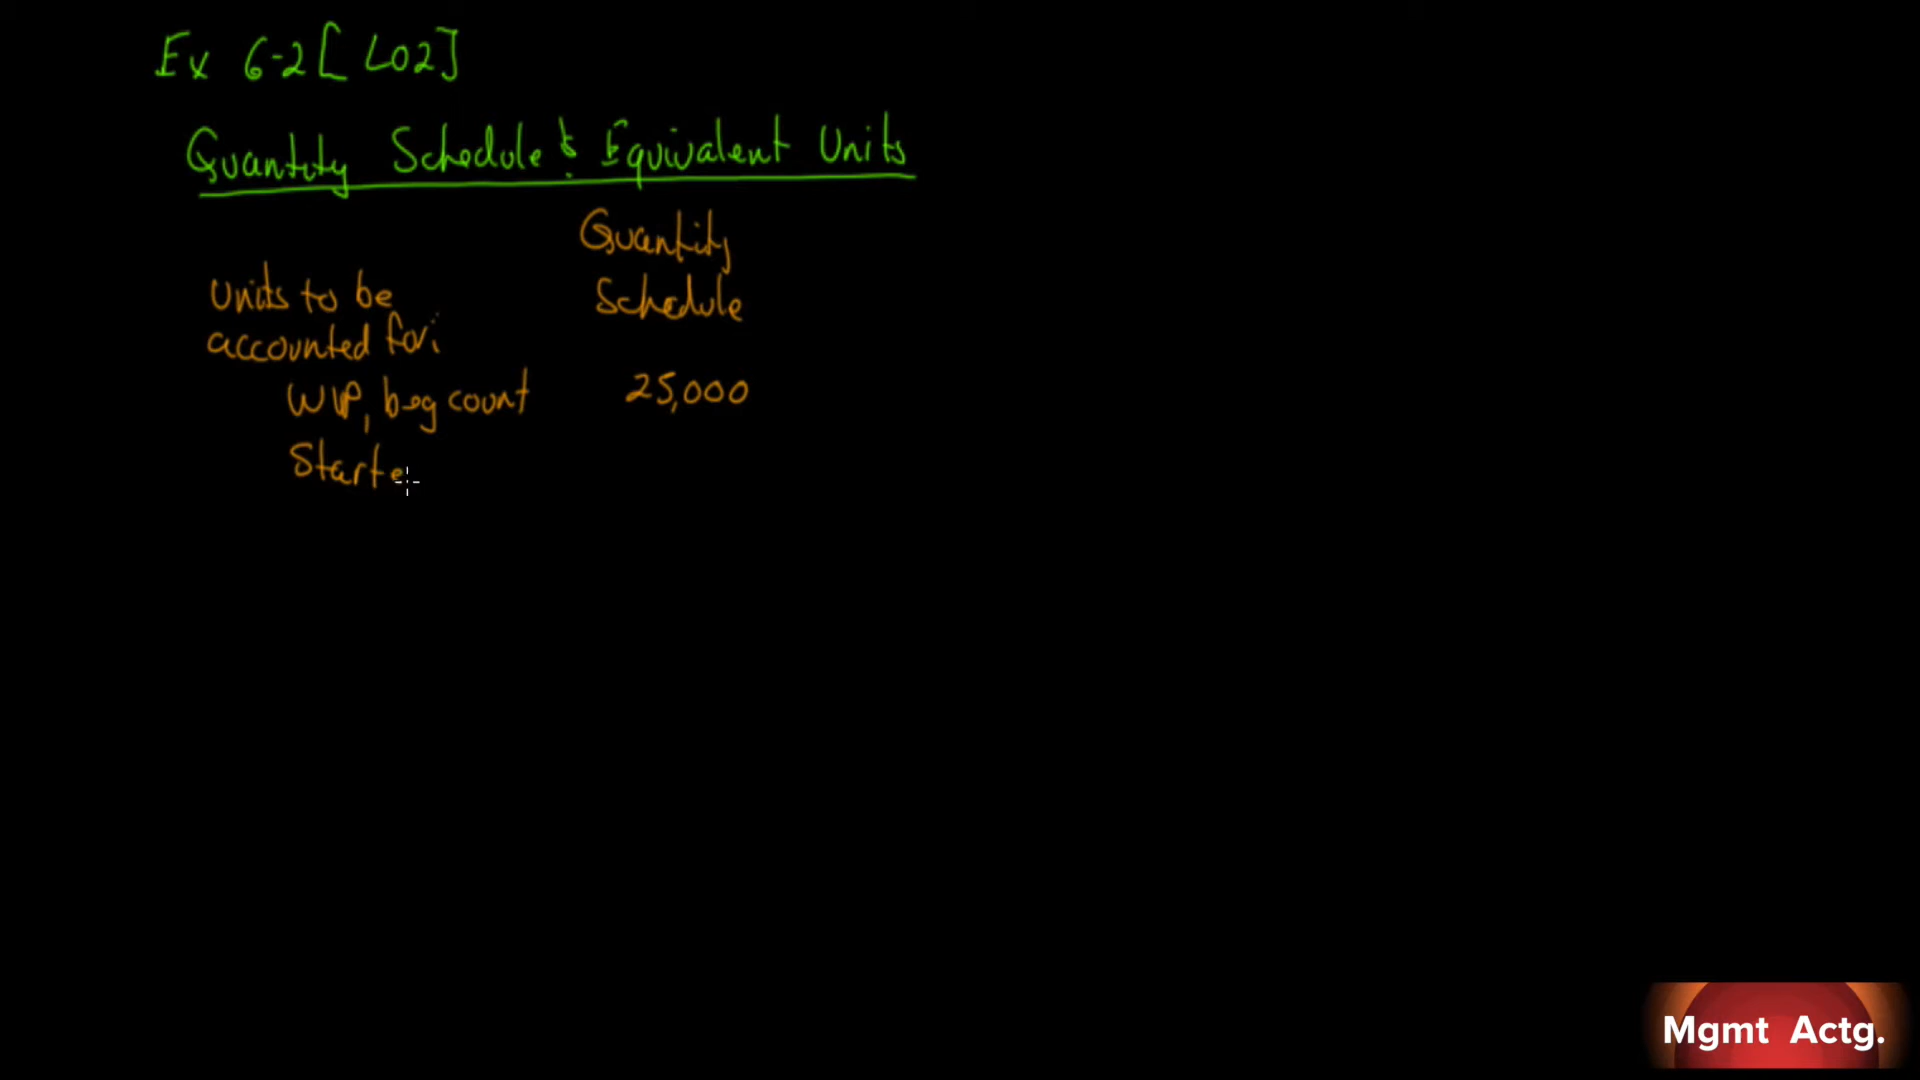 Ex 6-2 [LO2]
Quantity Schedule & Equivalent Units
Quantity
Schedule
Units to be
accounted for:
WIP, beg count 25,000
Starte
Mgmt Actg.